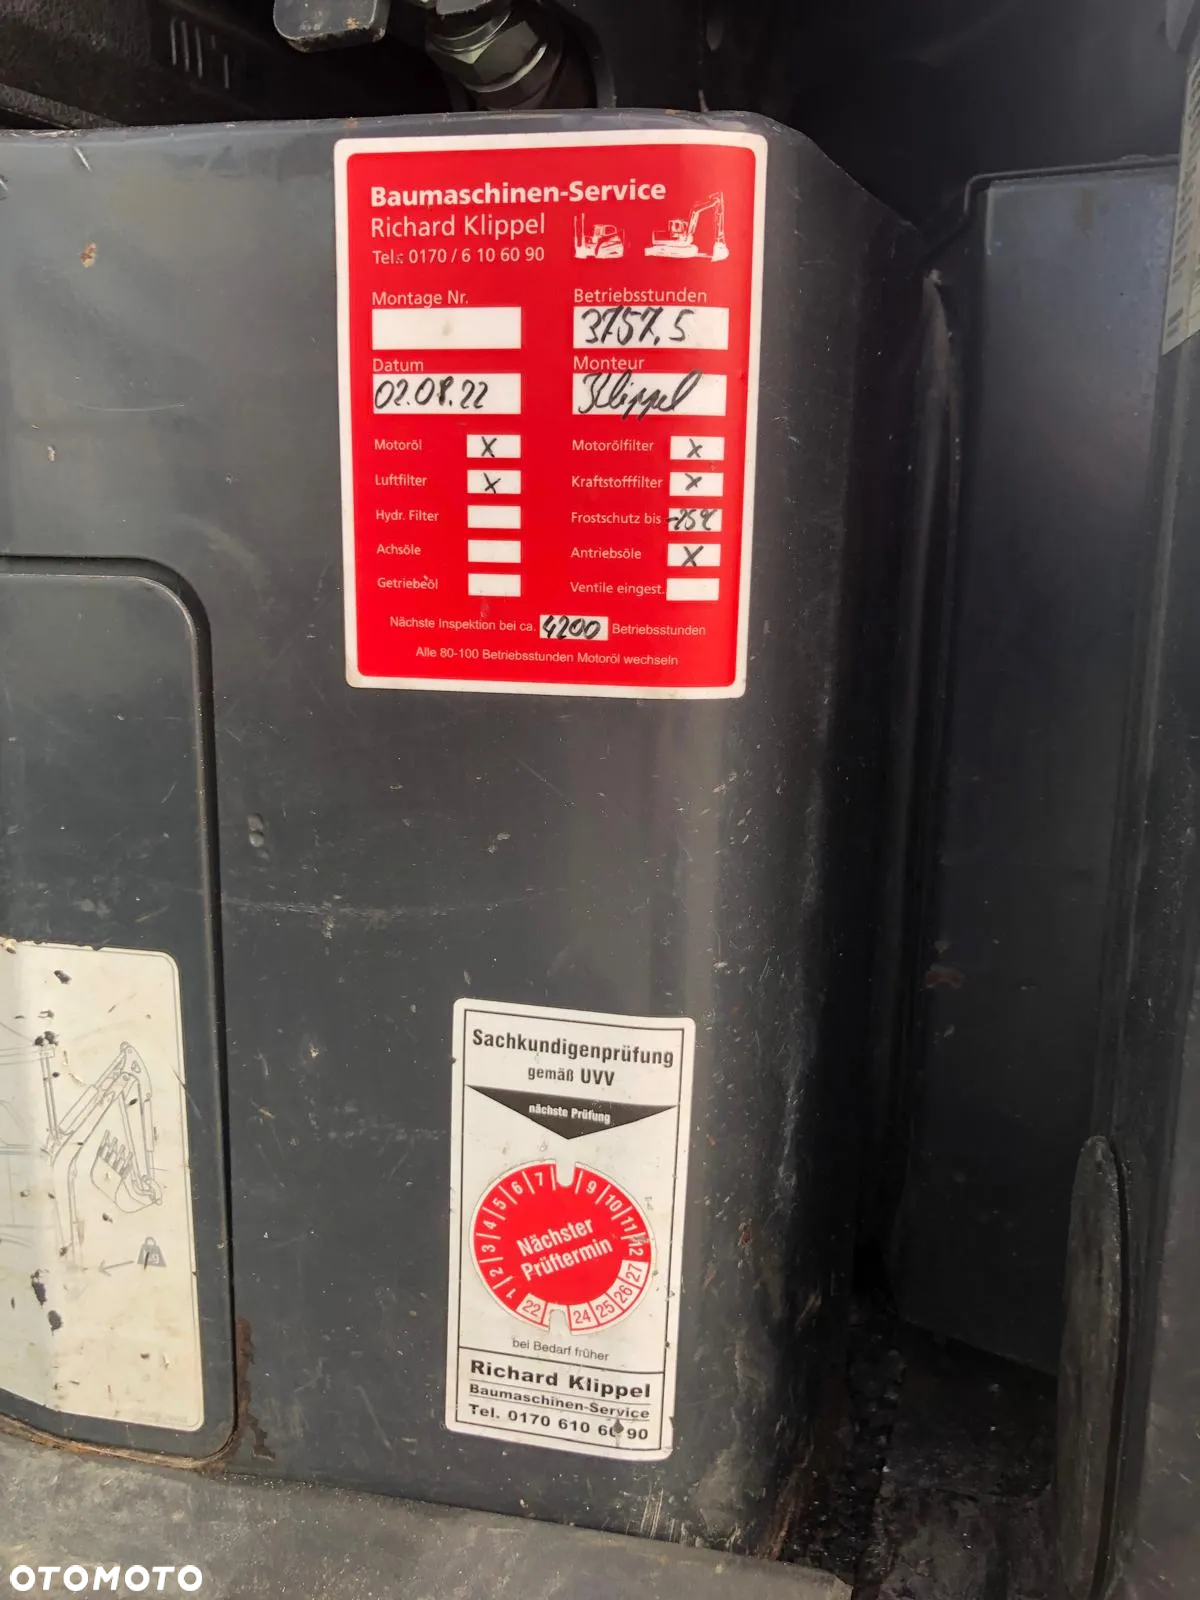 Baumaschinen-Service
Richard Klippel
Tel.: 0170 / 6 10 60 90
Montage Nr.
Betriebsstunden
3757,5
Datum
Monteur
02.08.22
Klippel
Motoröl X
Motorölfilter X
Luftfilter X
Kraftstofffilter X
Hydr. Filter
Frostschutz bis -25°C
Achsöle
Antriebsöle X
Getriebeöl
Ventile eingest.
Nächste Inspektion bei ca. 4200 Betriebsstunden
Alle 80-100 Betriebsstunden Motoröl wechseln
Sachkundigenprüfung
gemäß UVV
nächste Prüfung
1 2 3 4 5 6 7 9 10 11 12
Nächster
Prüftermin
22 24 25 26 27
bei Bedarf früher
Richard Klippel
Baumaschinen-Service
Tel. 0170 610 60 90
kg
OTOMOTO